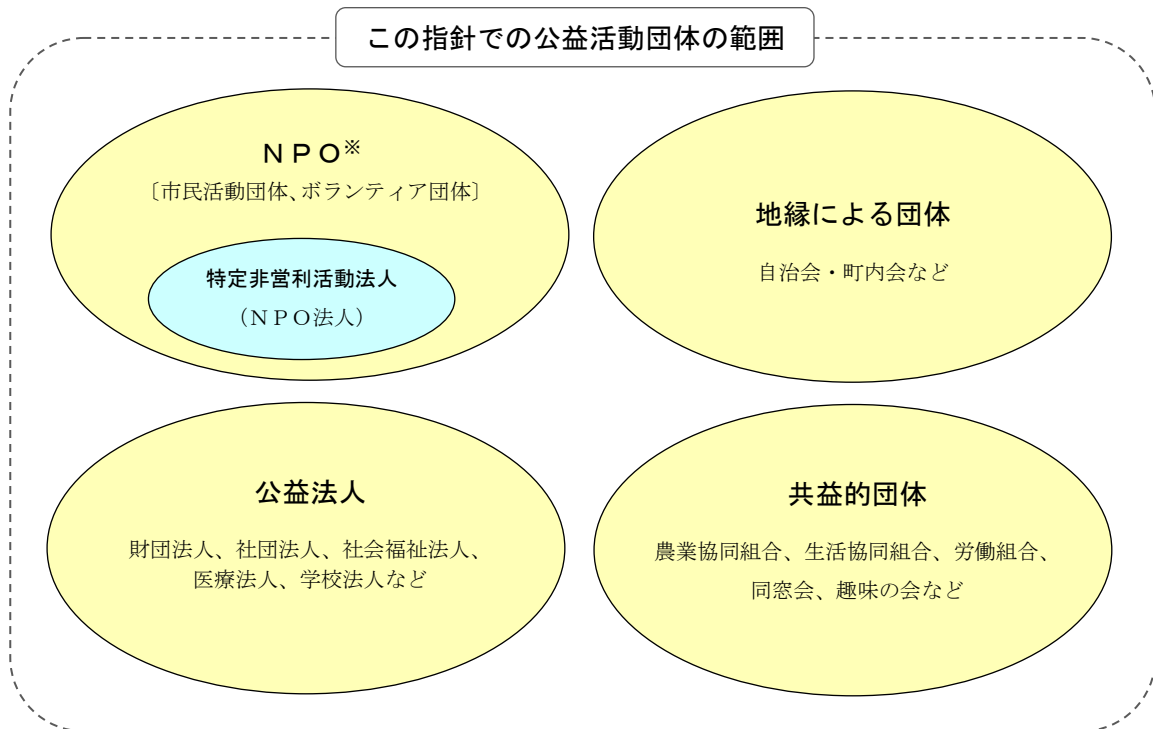 この指針での公益活動団体の範囲
ＮＰＯ※
〔市民活動団体、ボランティア団体〕
特定非営利活動法人
（ＮＰＯ法人）
地縁による団体
自治会・町内会など
公益法人
財団法人、社団法人、社会福祉法人、
医療法人、学校法人など
共益的団体
農業協同組合、生活協同組合、労働組合、
同窓会、趣味の会など